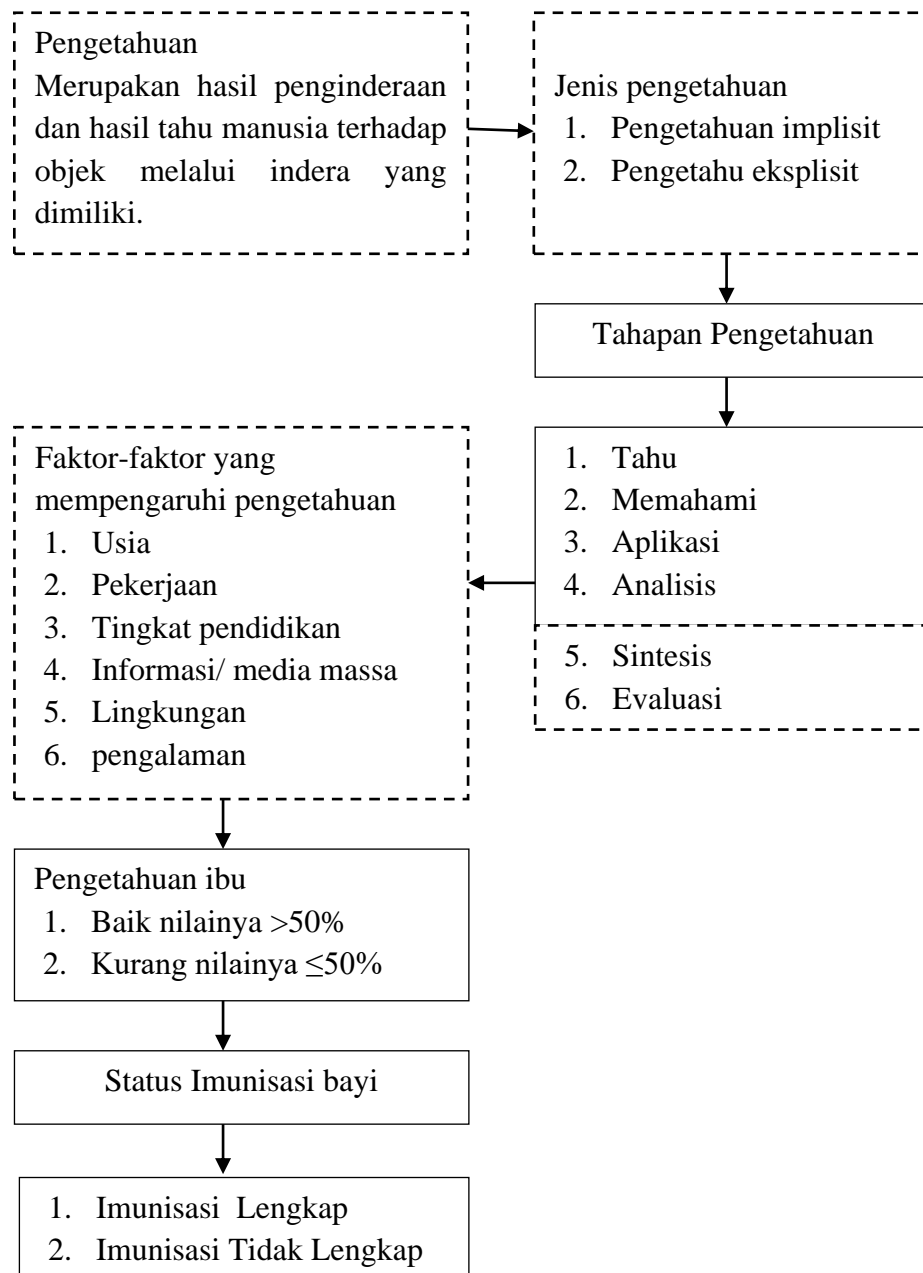 Pengetahuan
Merupakan hasil penginderaan
dan hasil tahu manusia terhadap
objek melalui indera yang
dimiliki.
Jenis pengetahuan
1. Pengetahuan implisit
2. Pengetahu eksplisit
Tahapan Pengetahuan
1. Tahu
2. Memahami
3. Aplikasi
4. Analisis
5. Sintesis
6. Evaluasi
Faktor-faktor yang
mempengaruhi pengetahuan
1. Usia
2. Pekerjaan
3. Tingkat pendidikan
4. Informasi/ media massa
5. Lingkungan
6. pengalaman
Pengetahuan ibu
1. Baik nilainya >50%
2. Kurang nilainya ≤50%
Status Imunisasi bayi
1. Imunisasi Lengkap
2. Imunisasi Tidak Lengkap